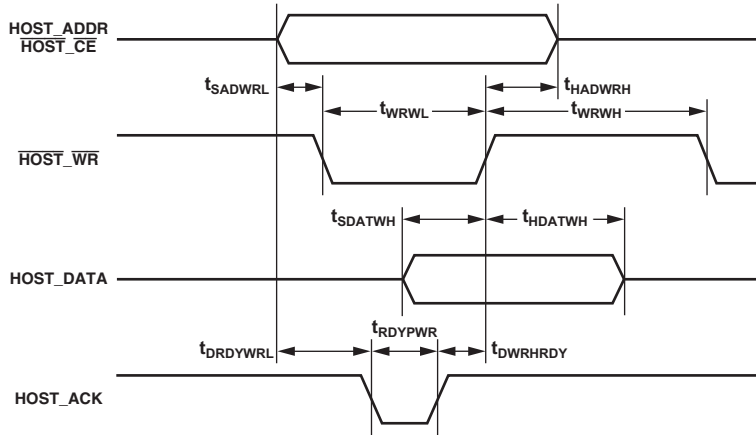 HOST_ADDR
HOST_CE
tSADWRL
tHADWRH
tWRWL
tWRWH
HOST_WR
tSDATWH
tHDATWH
HOST_DATA
tRDYPWR
tDRDYWRL
tDWRHRDY
HOST_ACK